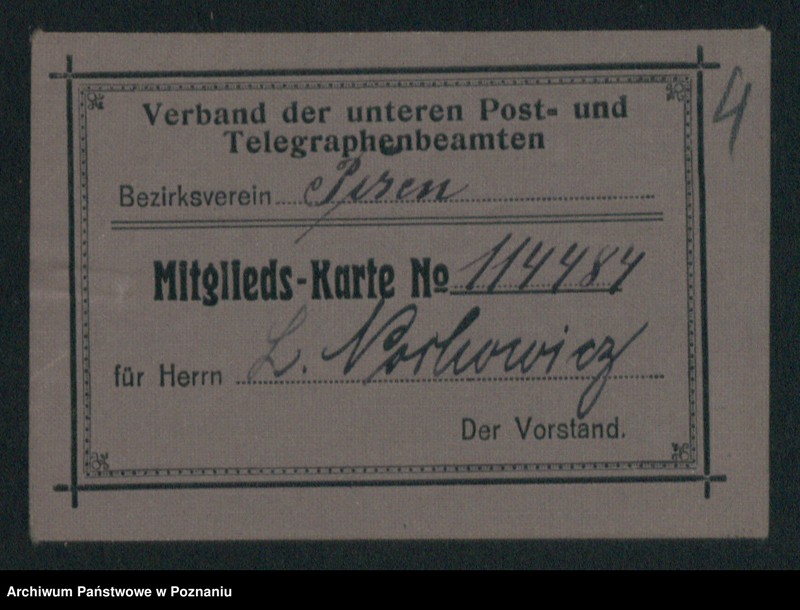 4
Verband der unteren Post- und
Telegraphenbeamten
Bezirksverein Posen
Mitglieds-Karte No 114484
für Herrn L. Norkowicz
Der Vorstand.
Archiwum Państwowe w Poznaniu